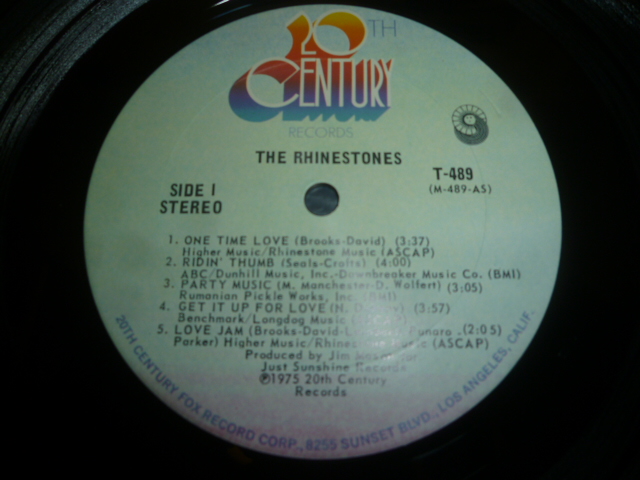 20TH
CENTURY
RECORDS
THE RHINESTONES
T-489
(M-489-AS)
SIDE I
STEREO
1. ONE TIME LOVE (Brooks-David) (3:37)
Higher Music/Rhinestone Music (ASCAP)
2. RIDIN' THUMB (Seals-Crofts) (4:00)
ABC/Dunhill Music, Inc.-Dawnbreaker Music Co. (BMI)
3. PARTY MUSIC (M. Manchester-D. Wolfert) (3:05)
Rumanian Pickle Works, Inc. (BMI)
4. GET IT UP FOR LOVE (N. (3:57)
Benchmark/Longdog Music
5. LOVE JAM (Brooks-David- (2:05)
Parker) Higher Music/Rhinestone Music (ASCAP)
Produced by Jim
Just Sunshine Records
℗1975 20th Century
Records
20TH CENTURY FOX RECORD CORP., 8255 SUNSET BLVD., LOS ANGELES, CALIF.